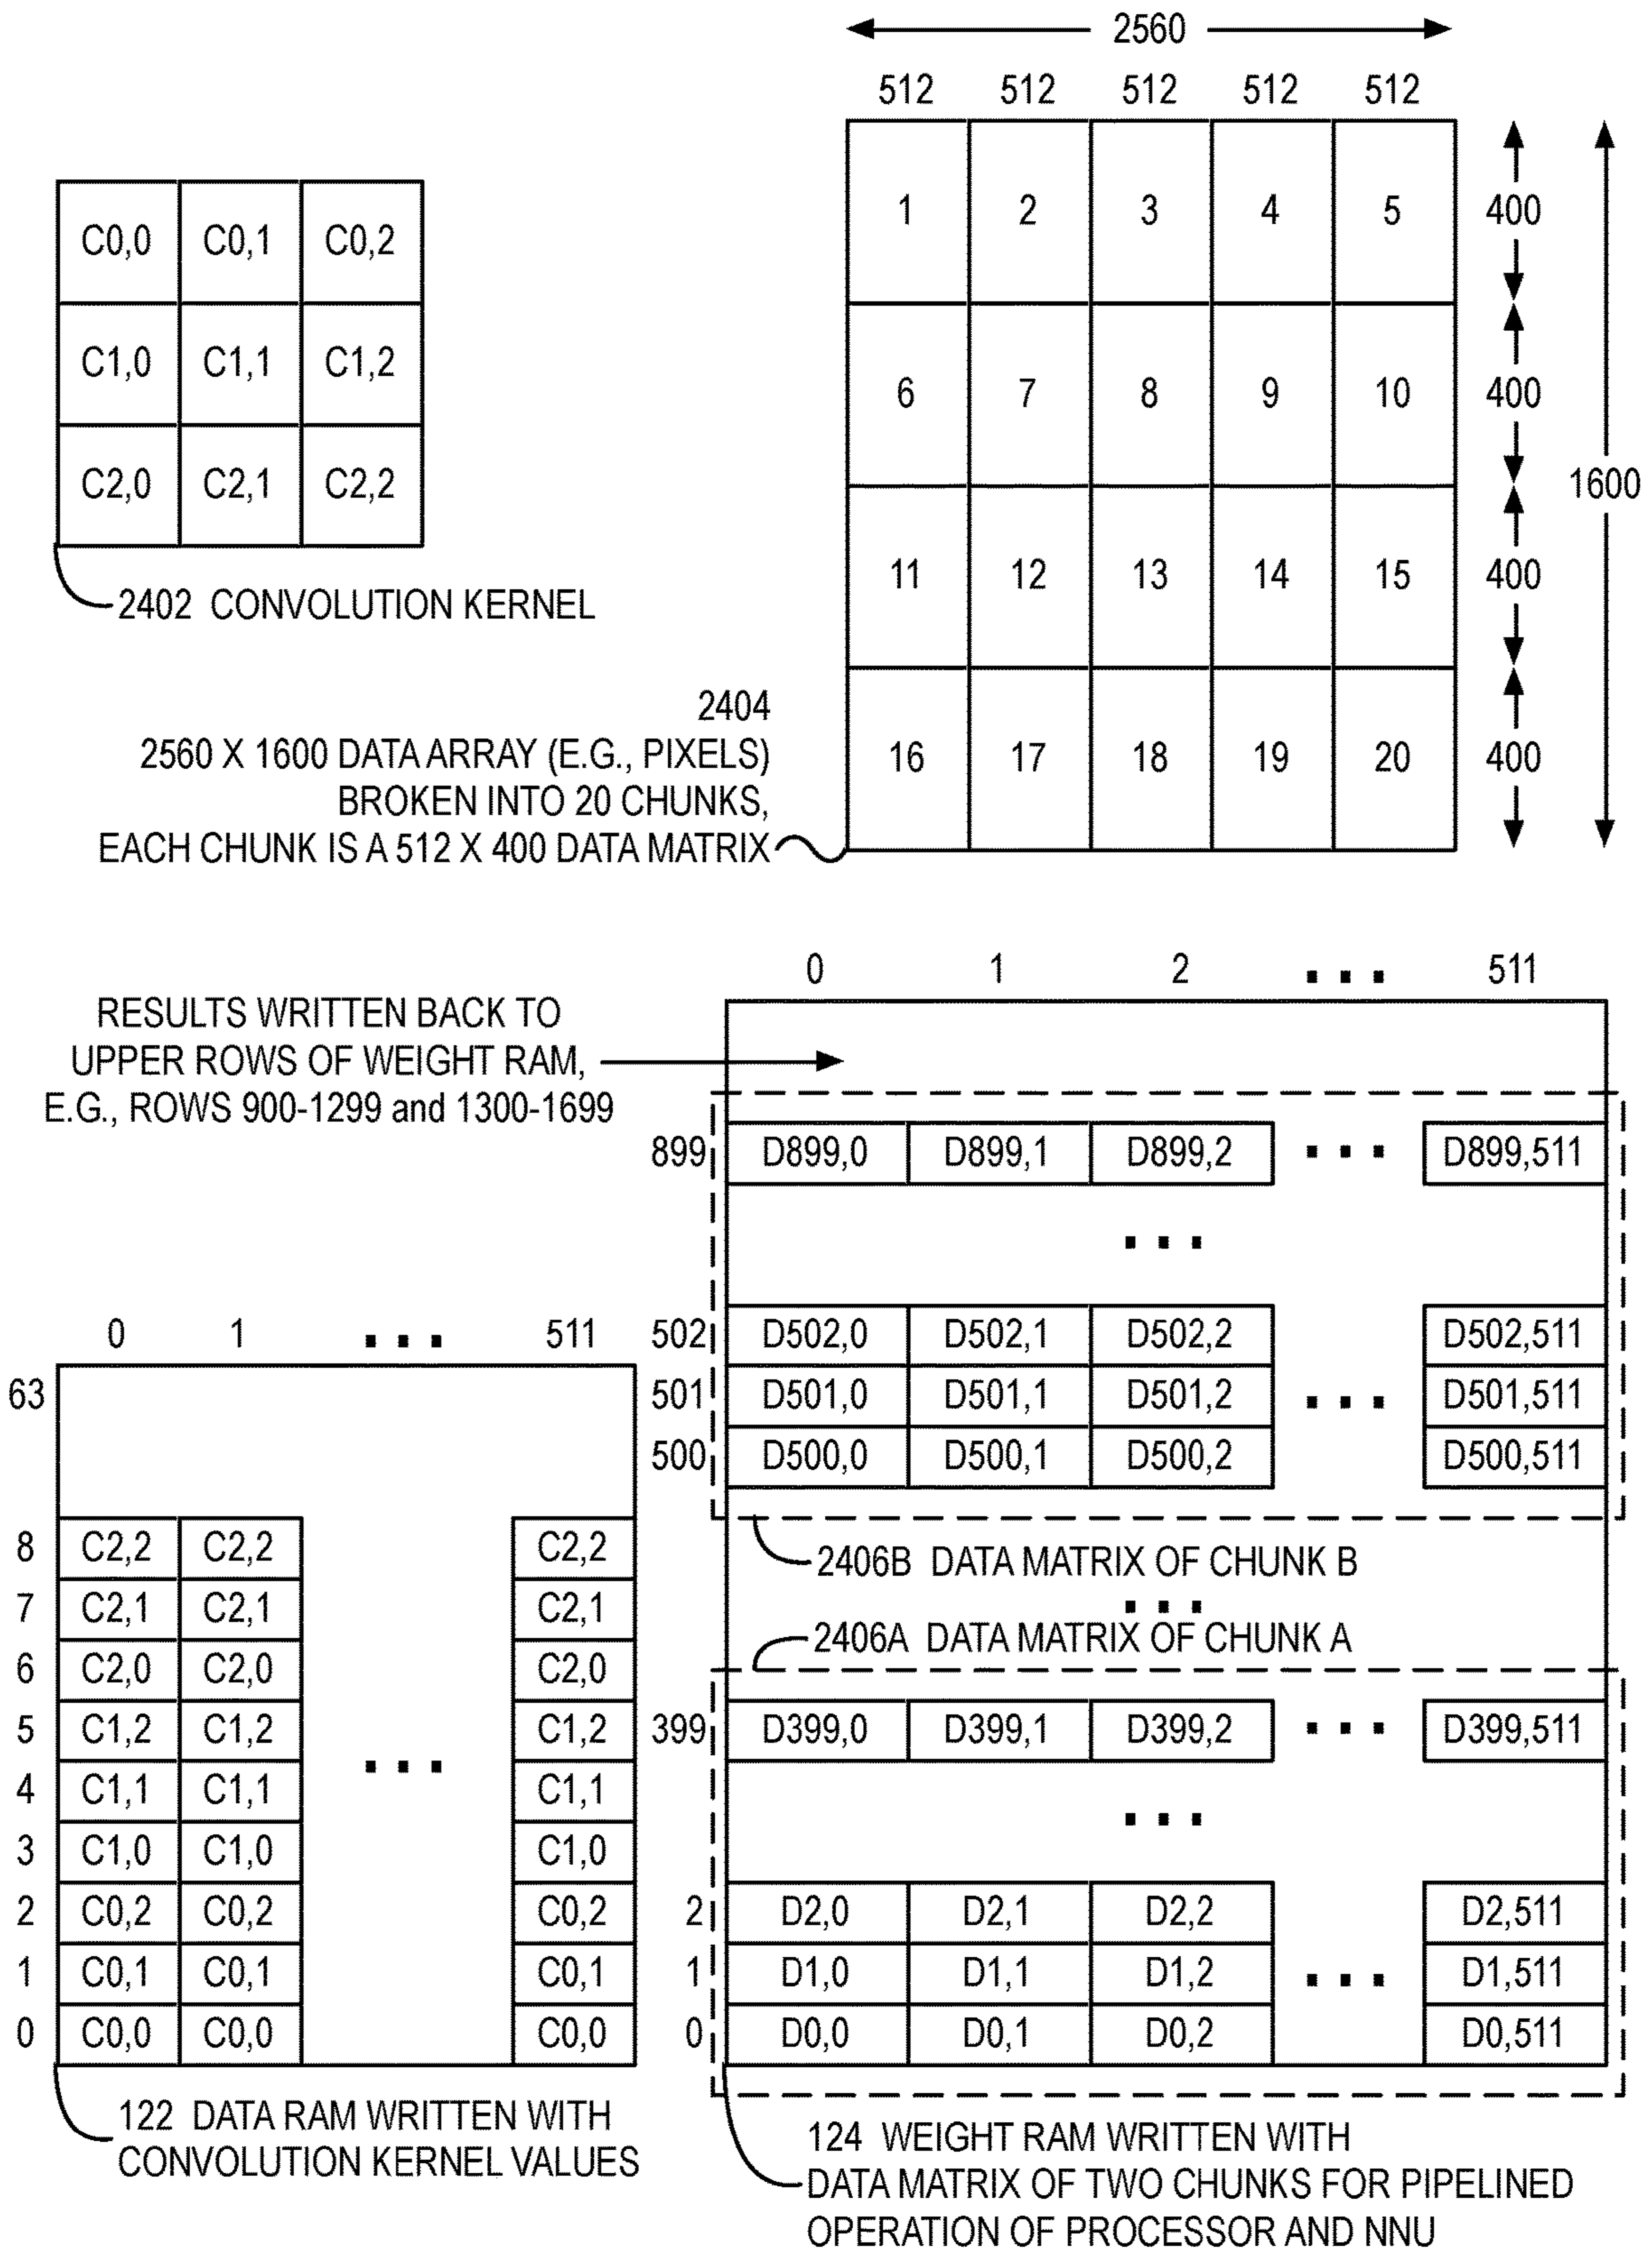 2560
512 512 512 512 512
1 2 3 4 5 400
6 7 8 9 10 400
11 12 13 14 15 400
16 17 18 19 20 400
1600
C0,0 C0,1 C0,2
C1,0 C1,1 C1,2
C2,0 C2,1 C2,2
2402 CONVOLUTION KERNEL
2404
2560 X 1600 DATA ARRAY (E.G., PIXELS)
BROKEN INTO 20 CHUNKS,
EACH CHUNK IS A 512 X 400 DATA MATRIX
RESULTS WRITTEN BACK TO
UPPER ROWS OF WEIGHT RAM,
E.G., ROWS 900-1299 and 1300-1699
0 1 2 ... 511
899 D899,0 D899,1 D899,2 ... D899,511
...
502 D502,0 D502,1 D502,2 D502,511
501 D501,0 D501,1 D501,2 ... D501,511
500 D500,0 D500,1 D500,2 D500,511
2406B DATA MATRIX OF CHUNK B
...
2406A DATA MATRIX OF CHUNK A
399 D399,0 D399,1 D399,2 ... D399,511
...
2 D2,0 D2,1 D2,2 D2,511
1 D1,0 D1,1 D1,2 ... D1,511
0 D0,0 D0,1 D0,2 D0,511
124 WEIGHT RAM WRITTEN WITH
DATA MATRIX OF TWO CHUNKS FOR PIPELINED
OPERATION OF PROCESSOR AND NNU
0 1 ... 511
63
8 C2,2 C2,2 C2,2
7 C2,1 C2,1 C2,1
6 C2,0 C2,0 C2,0
5 C1,2 C1,2 C1,2
...
4 C1,1 C1,1 C1,1
3 C1,0 C1,0 C1,0
2 C0,2 C0,2 C0,2
1 C0,1 C0,1 C0,1
0 C0,0 C0,0 C0,0
122 DATA RAM WRITTEN WITH
CONVOLUTION KERNEL VALUES